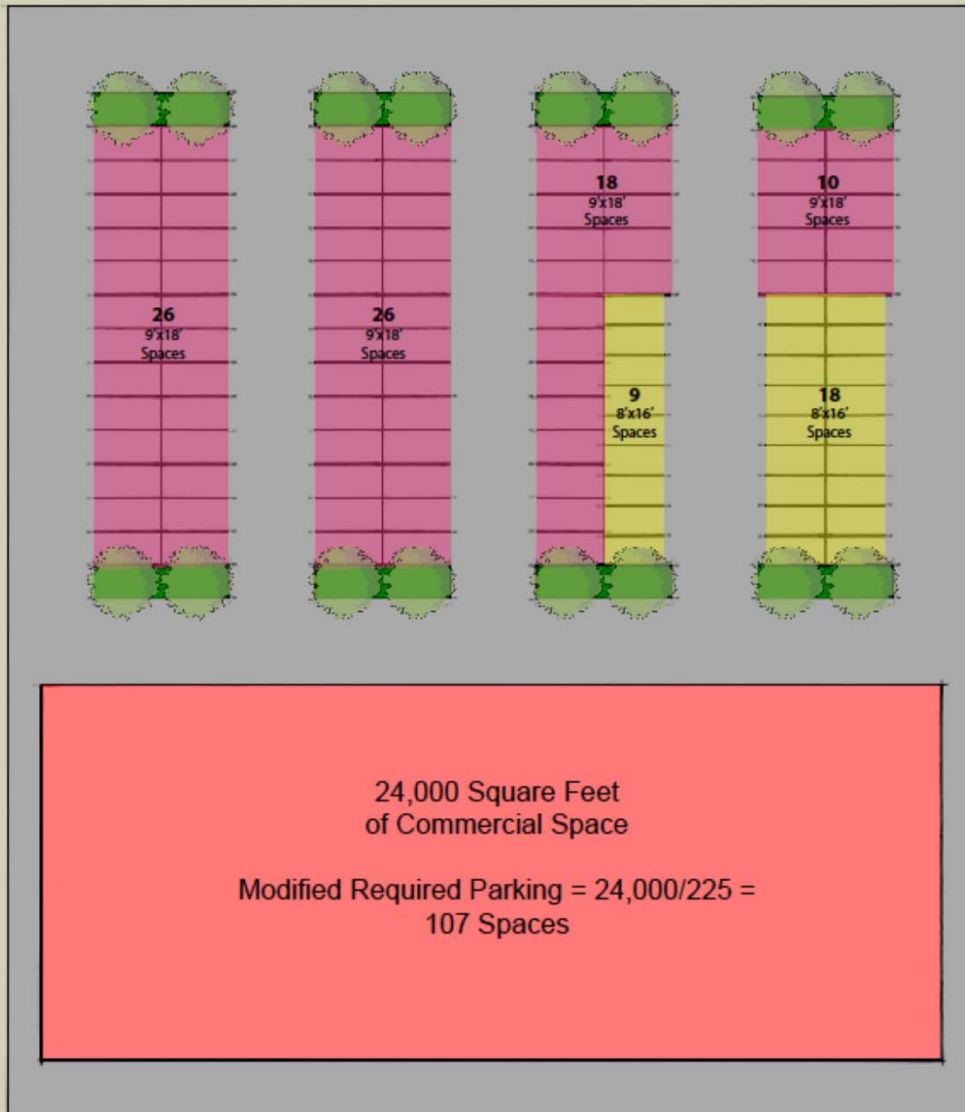 26
9'x18'
Spaces
26
9'x18'
Spaces
18
9'x18'
Spaces
9
8'x16'
Spaces
10
9'x18'
Spaces
18
8'x16'
Spaces
24,000 Square Feet
of Commercial Space
Modified Required Parking = 24,000/225 =
107 Spaces